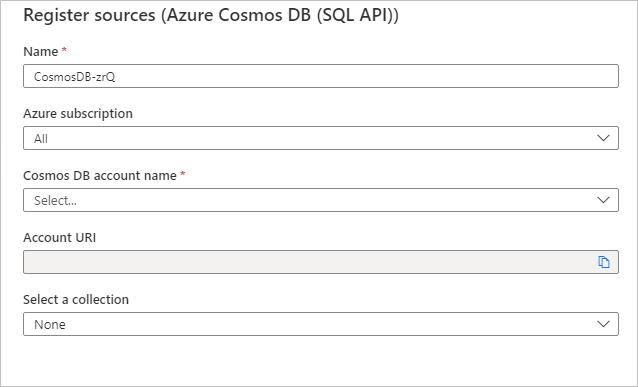 Register sources (Azure Cosmos DB (SQL API))
Name *
CosmosDB-zrQ
Azure subscription
All
Cosmos DB account name *
Select...
Account URI
Select a collection
None